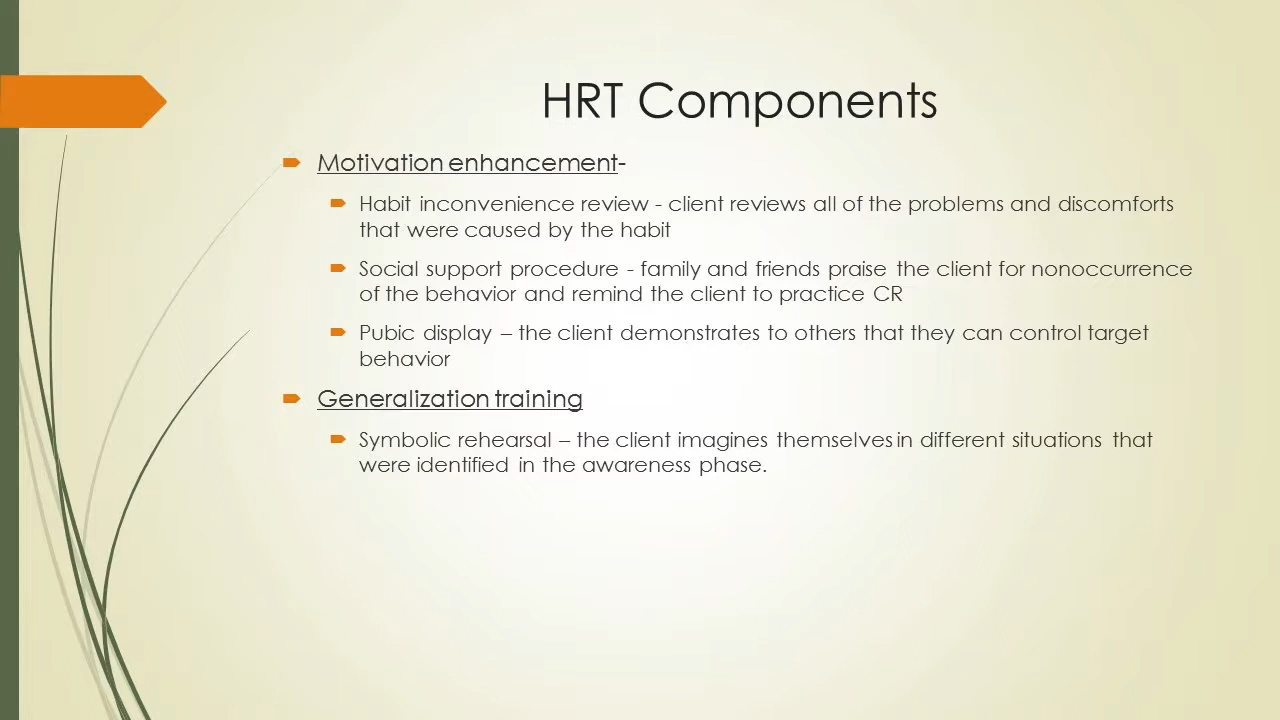 HRT Components
Motivation enhancement-
Habit inconvenience review - client reviews all of the problems and discomforts
that were caused by the habit
Social support procedure - family and friends praise the client for nonoccurrence
of the behavior and remind the client to practice CR
Pubic display – the client demonstrates to others that they can control target
behavior
Generalization training
Symbolic rehearsal – the client imagines themselves in different situations that
were identified in the awareness phase.